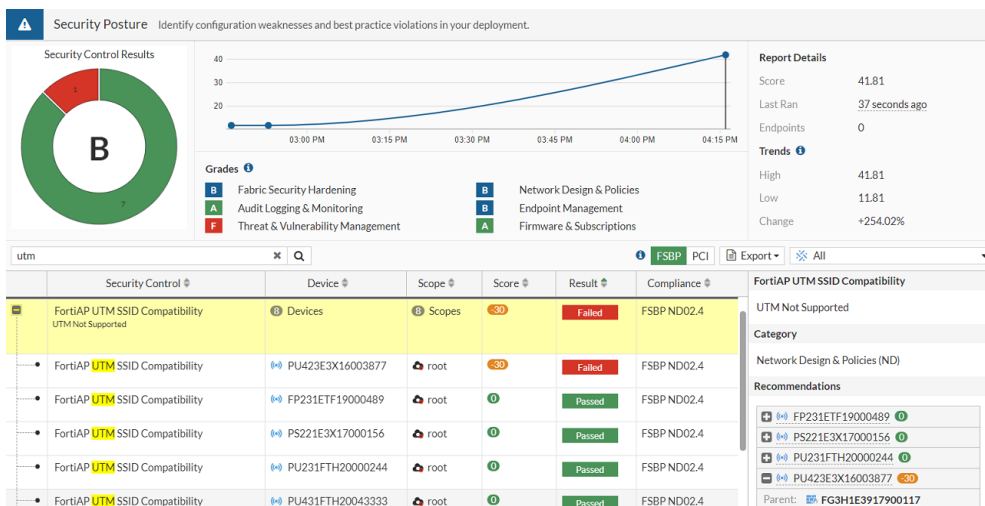 Security Posture Identify configuration weaknesses and best practice violations in your deployment.
Security Control Results
1
B
7
40
30
20
03:00 PM 03:15 PM 03:30 PM 03:45 PM 04:00 PM 04:15 PM
Grades
B Fabric Security Hardening
A Audit Logging & Monitoring
F Threat & Vulnerability Management
B Network Design & Policies
B Endpoint Management
A Firmware & Subscriptions
Report Details
Score 41.81
Last Ran 37 seconds ago
Endpoints 0
Trends
High 41.81
Low 11.81
Change +254.02%
utm
FSBP PCI Export All
Security Control Device Scope Score Result Compliance
FortiAP UTM SSID Compatibility 8 Devices 8 Scopes -30 Failed FSBP ND02.4
UTM Not Supported
FortiAP UTM SSID Compatibility PU423E3X16003877 root -30 Failed FSBP ND02.4
FortiAP UTM SSID Compatibility FP231ETF19000489 root 0 Passed FSBP ND02.4
FortiAP UTM SSID Compatibility PS221E3X17000156 root 0 Passed FSBP ND02.4
FortiAP UTM SSID Compatibility PU231FTH20000244 root 0 Passed FSBP ND02.4
FortiAP UTM SSID Compatibility PU431FTH20043333 root 0 Passed FSBP ND02.4
FortiAP UTM SSID Compatibility
UTM Not Supported
Category
Network Design & Policies (ND)
Recommendations
FP231ETF19000489 0
PS221E3X17000156 0
PU231FTH20000244 0
PU423E3X16003877 -30
Parent: FG3H1E3917900117